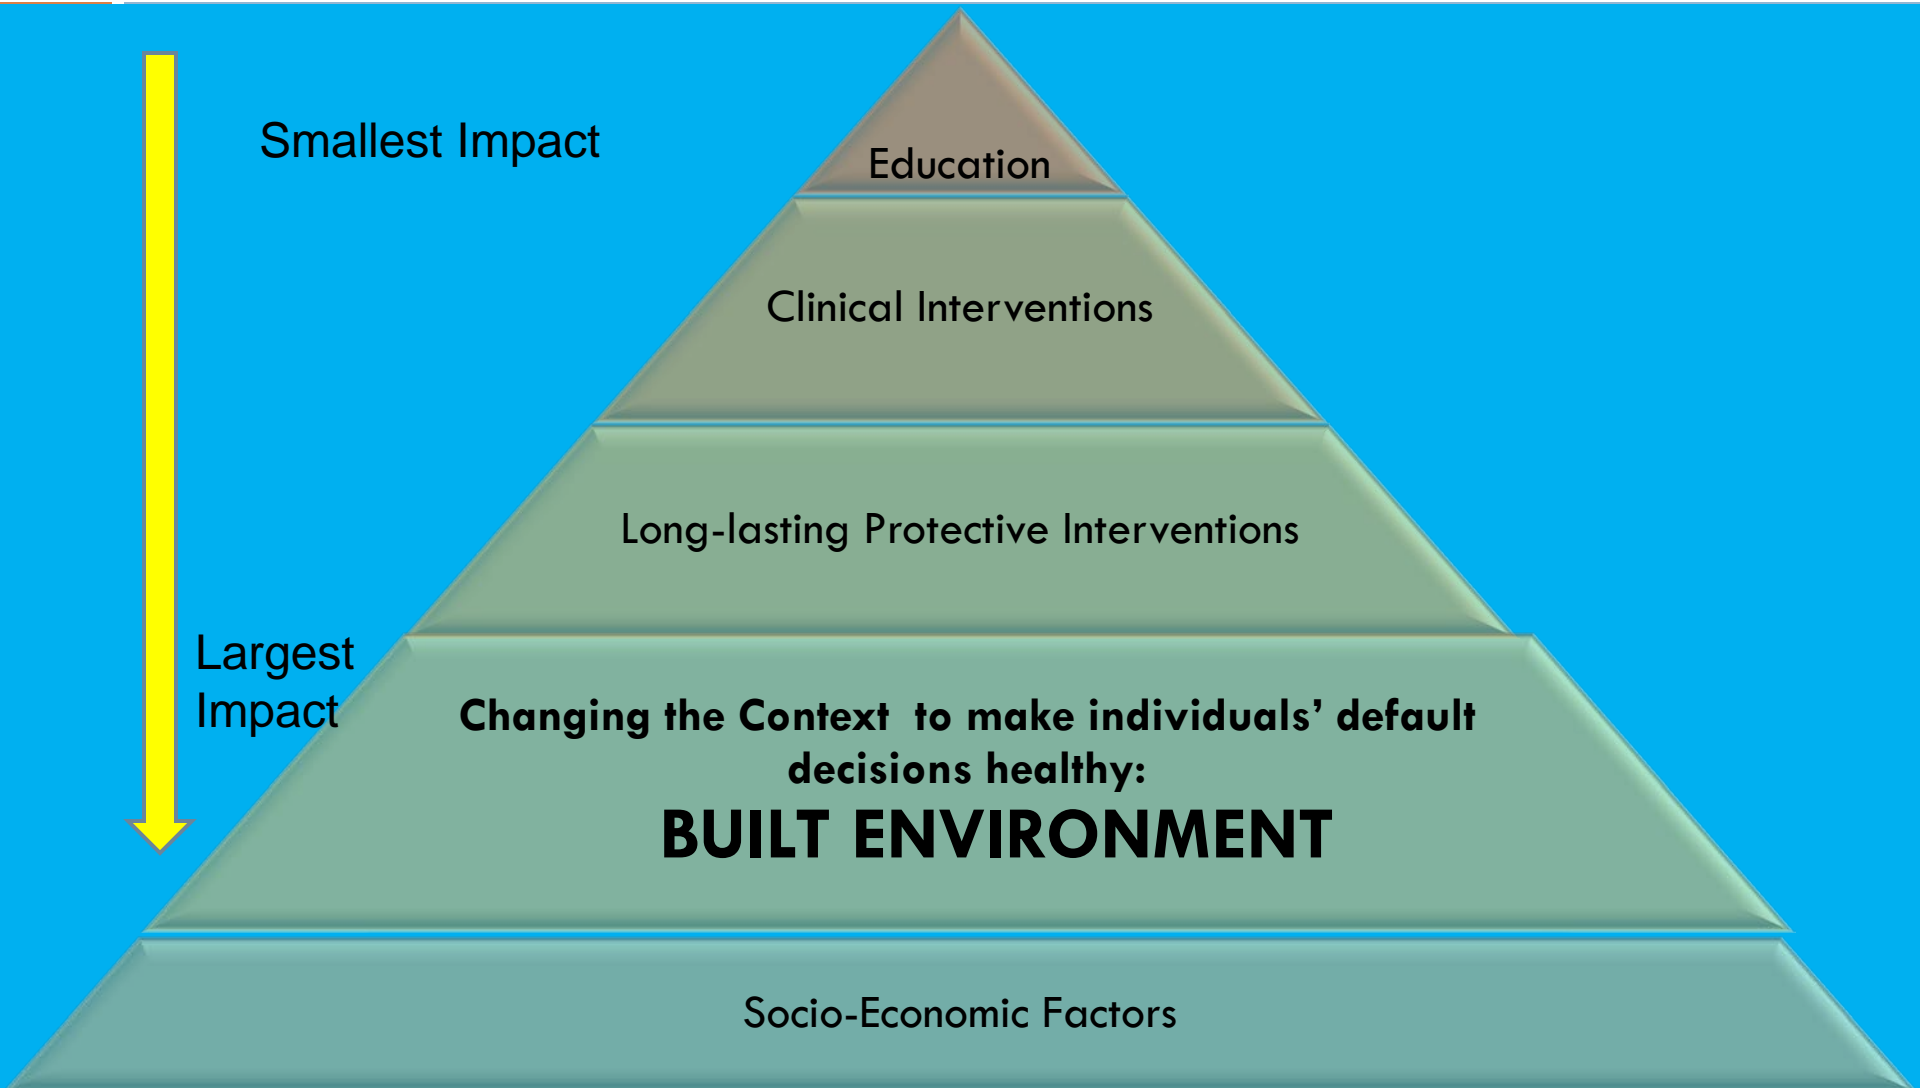 Smallest Impact
Education
Clinical Interventions
Long-lasting Protective Interventions
Largest
Impact
Changing the Context  to make individuals’ default
decisions healthy:
BUILT ENVIRONMENT
Socio-Economic Factors